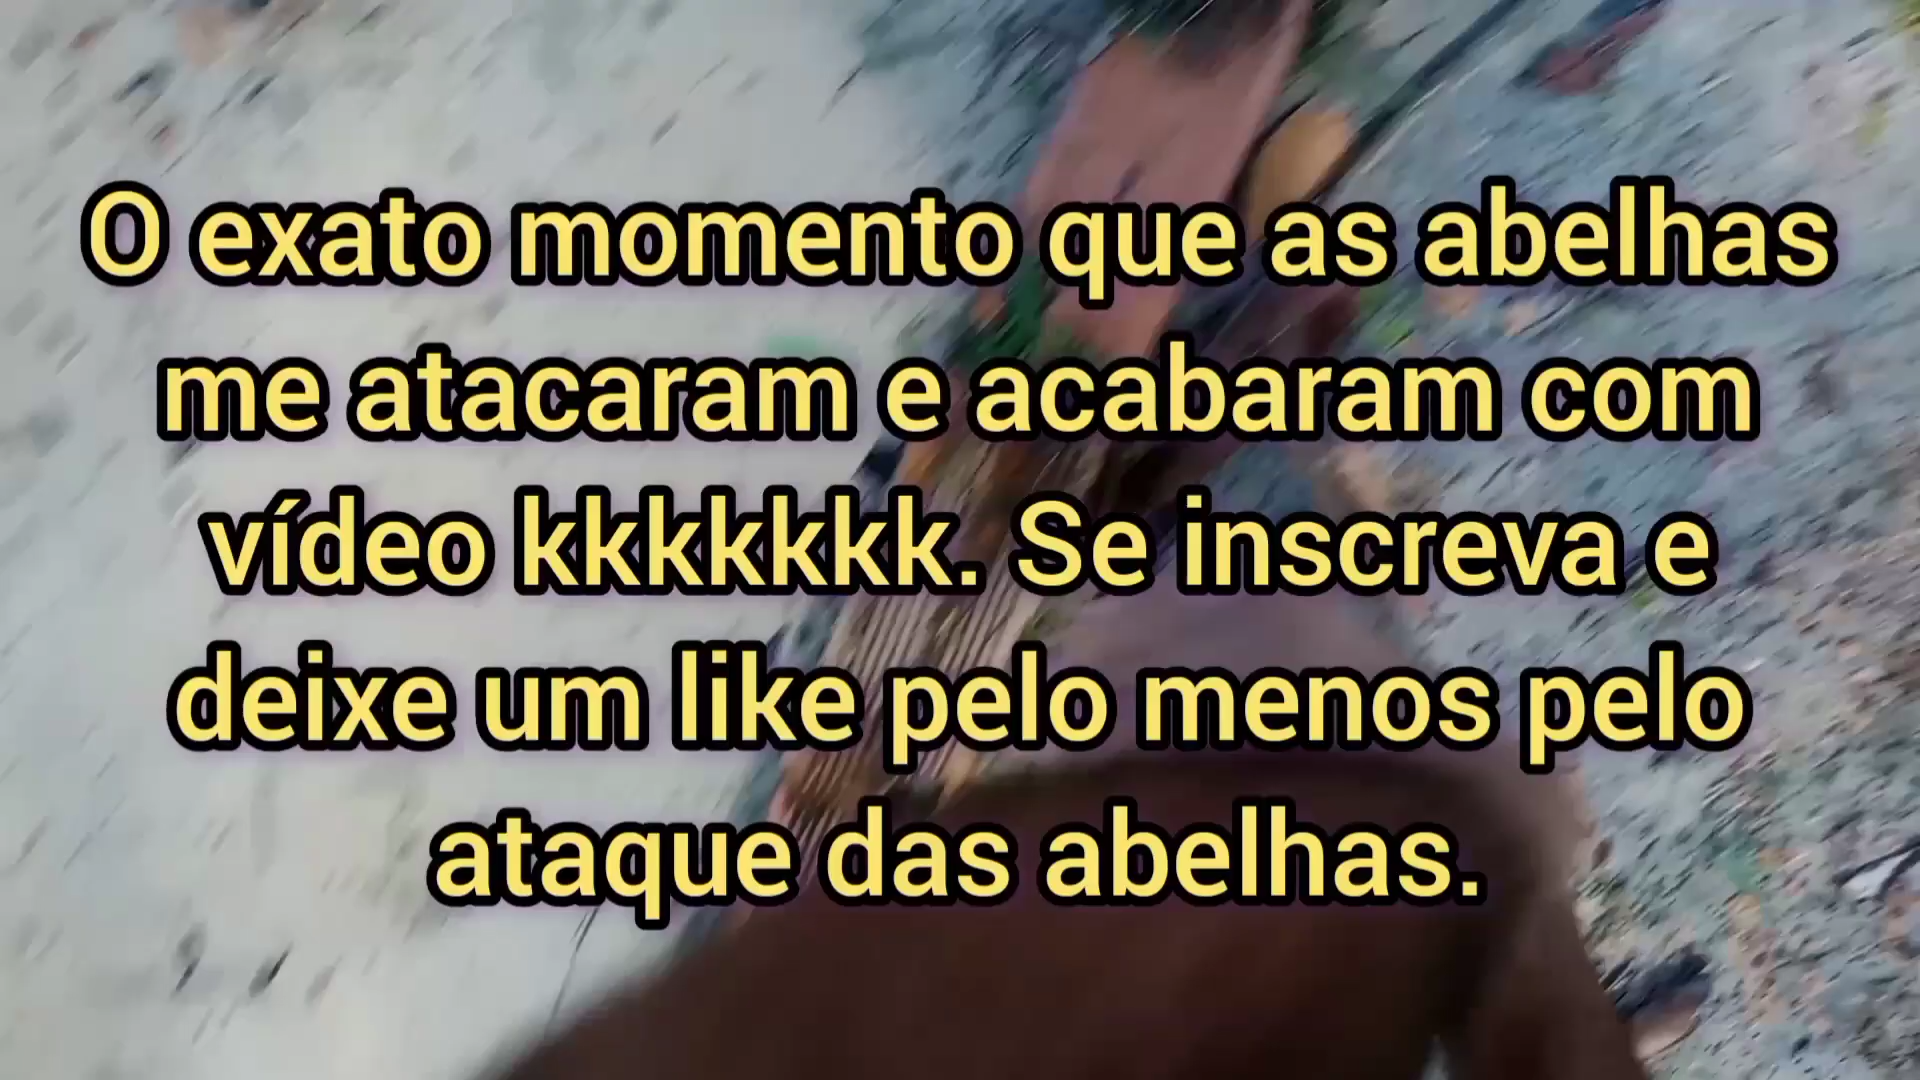 O exato momento que as abelhas
me atacaram e acabaram com
vídeo kkkkkkk. Se inscreva e
deixe um like pelo menos pelo
ataque das abelhas.